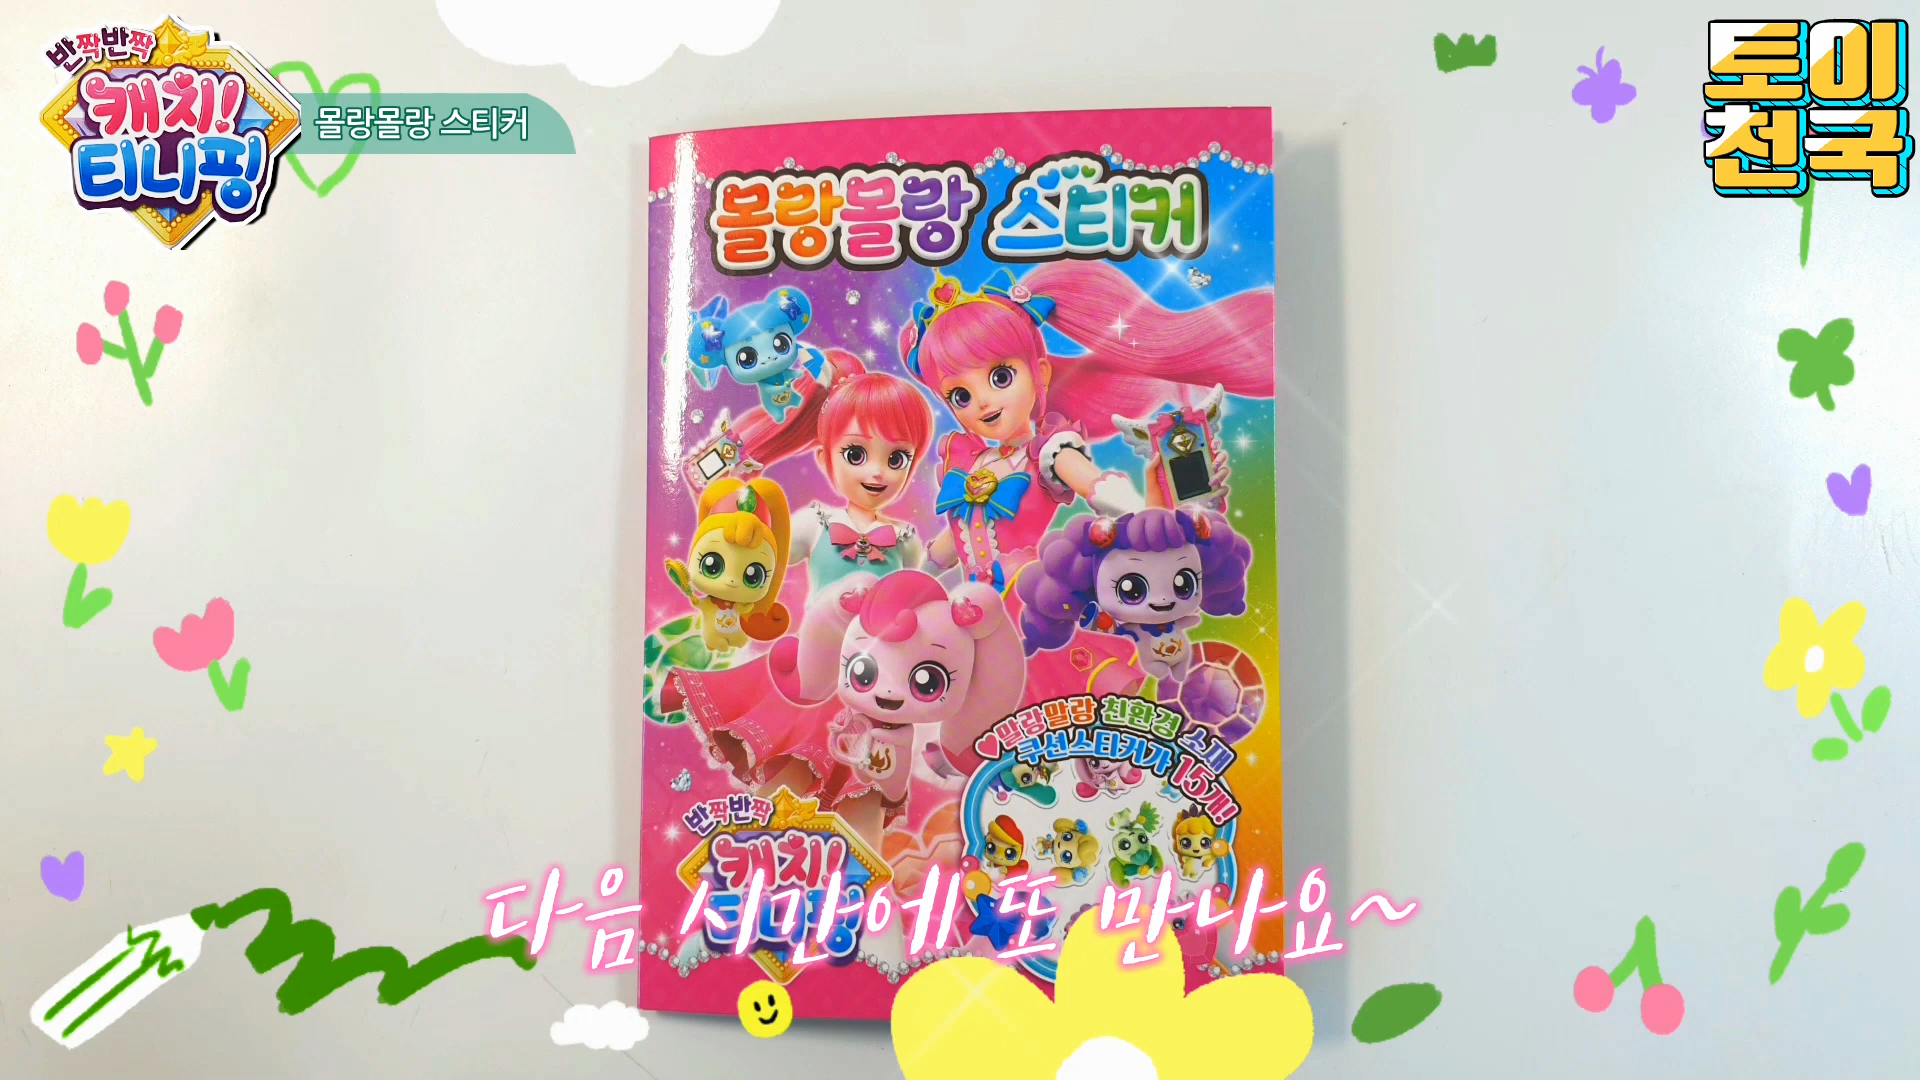 반짝반짝
캐치!
티니핑
몰랑몰랑 스티커
토이
천국
몰랑몰랑 스티커
말랑말랑 친환경 소재
쿠션스티커가 15개!
반짝반짝
캐치!
티니핑
다음 시간에 또 만나요~